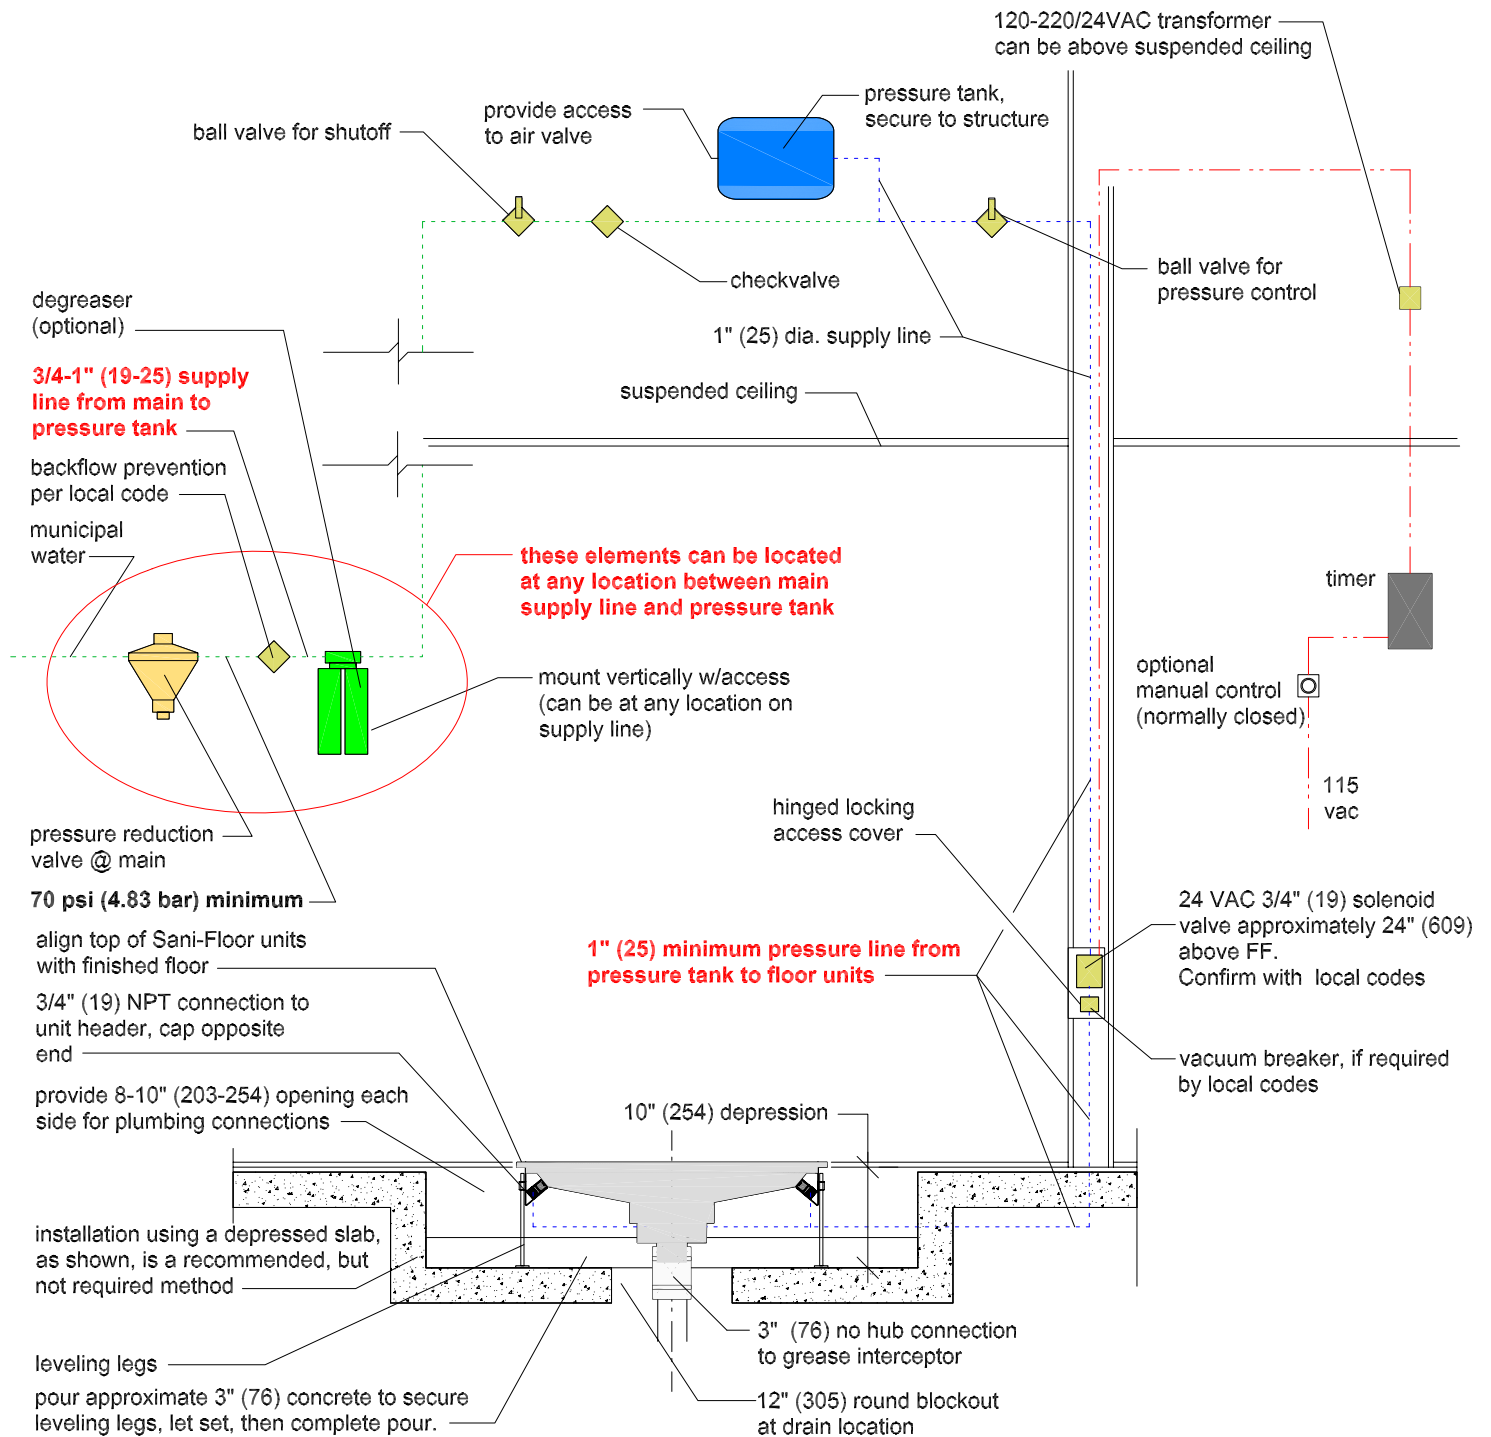 120-220/24VAC transformer
can be above suspended ceiling
pressure tank,
secure to structure
provide access
to air valve
ball valve for shutoff
checkvalve
ball valve for
pressure control
degreaser
(optional)
1" (25) dia. supply line
3/4-1" (19-25) supply
line from main to
pressure tank
suspended ceiling
backflow prevention
per local code
municipal
water
these elements can be located
at any location between main
supply line and pressure tank
timer
mount vertically w/access
(can be at any location on
supply line)
optional
manual control
(normally closed)
115
vac
hinged locking
access cover
pressure reduction
valve @ main
70 psi (4.83 bar) minimum
24 VAC 3/4" (19) solenoid
valve approximately 24" (609)
above FF.
Confirm with local codes
align top of Sani-Floor units
with finished floor
1" (25) minimum pressure line from
pressure tank to floor units
3/4" (19) NPT connection to
unit header, cap opposite
end
vacuum breaker, if required
by local codes
provide 8-10" (203-254) opening each
side for plumbing connections
10" (254) depression
installation using a depressed slab,
as shown, is a recommended, but
not required method
3" (76) no hub connection
to grease interceptor
leveling legs
pour approximate 3" (76) concrete to secure
leveling legs, let set, then complete pour.
12" (305) round blockout
at drain location